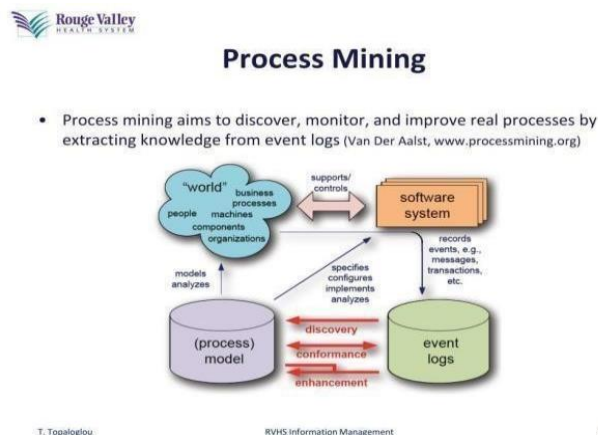 Rouge Valley
HEALTH SYSTEM
Process Mining
• Process mining aims to discover, monitor, and improve real processes by
extracting knowledge from event logs (Van Der Aalst, www.processmining.org)
"world"
business
processes
people
machines
components
organizations
supports/
controls
software
system
models
analyzes
specifies
configures
implements
analyzes
records
events, e.g.,
messages,
transactions,
etc.
(process)
model
discovery
conformance
enhancement
event
logs
T. Topaloglou
RVHS Information Management